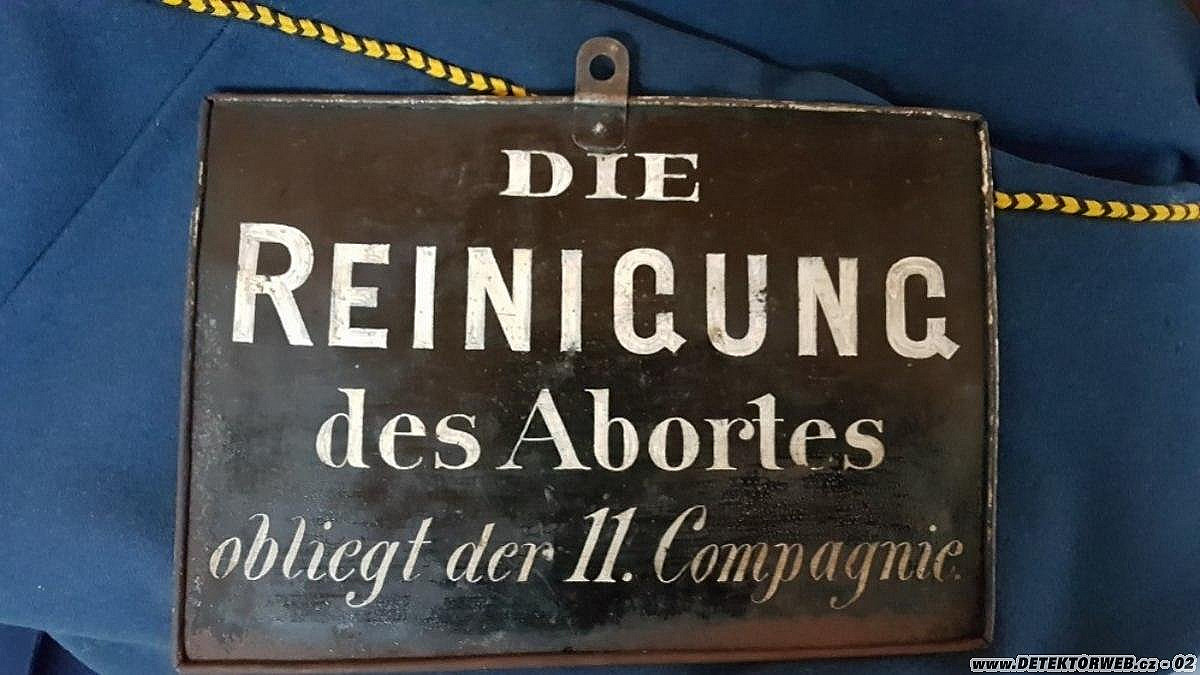 DIE
REINIGUNG
des Abortes
obliegt der 11. Compagnie.
www.DETEKTORWEB.cz - 02